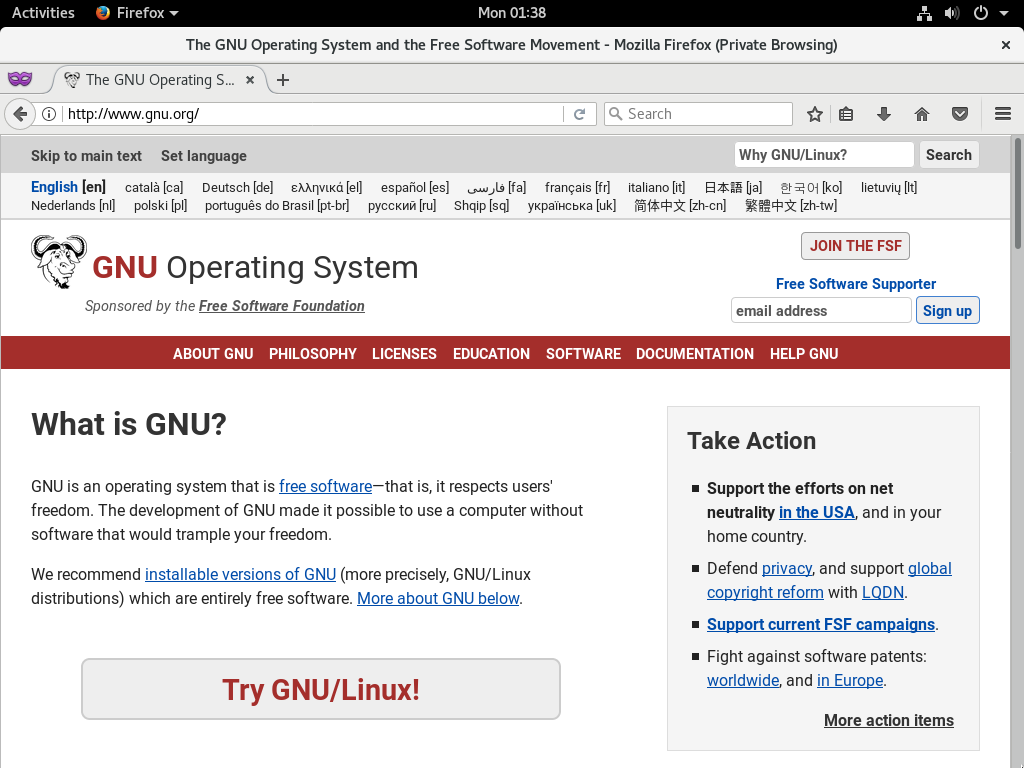 Activities Firefox Mon 01:38
The GNU Operating System and the Free Software Movement - Mozilla Firefox (Private Browsing)
The GNU Operating S...
http://www.gnu.org/ Search
Skip to main text Set language Why GNU/Linux? Search
English [en] català [ca] Deutsch [de] ελληνικά [el] español [es] فارسی [fa] français [fr] italiano [it] 日本語 [ja] 한국어 [ko] lietuvių [lt]
Nederlands [nl] polski [pl] português do Brasil [pt-br] русский [ru] Shqip [sq] українська [uk] 简体中文 [zh-cn] 繁體中文 [zh-tw]
GNU Operating System
Sponsored by the Free Software Foundation
JOIN THE FSF
Free Software Supporter
email address Sign up
ABOUT GNU PHILOSOPHY LICENSES EDUCATION SOFTWARE DOCUMENTATION HELP GNU
What is GNU?
GNU is an operating system that is free software—that is, it respects users'
freedom. The development of GNU made it possible to use a computer without
software that would trample your freedom.
We recommend installable versions of GNU (more precisely, GNU/Linux
distributions) which are entirely free software. More about GNU below.
Try GNU/Linux!
Take Action
Support the efforts on net
neutrality in the USA, and in your
home country.
Defend privacy, and support global
copyright reform with LQDN.
Support current FSF campaigns.
Fight against software patents:
worldwide, and in Europe.
More action items